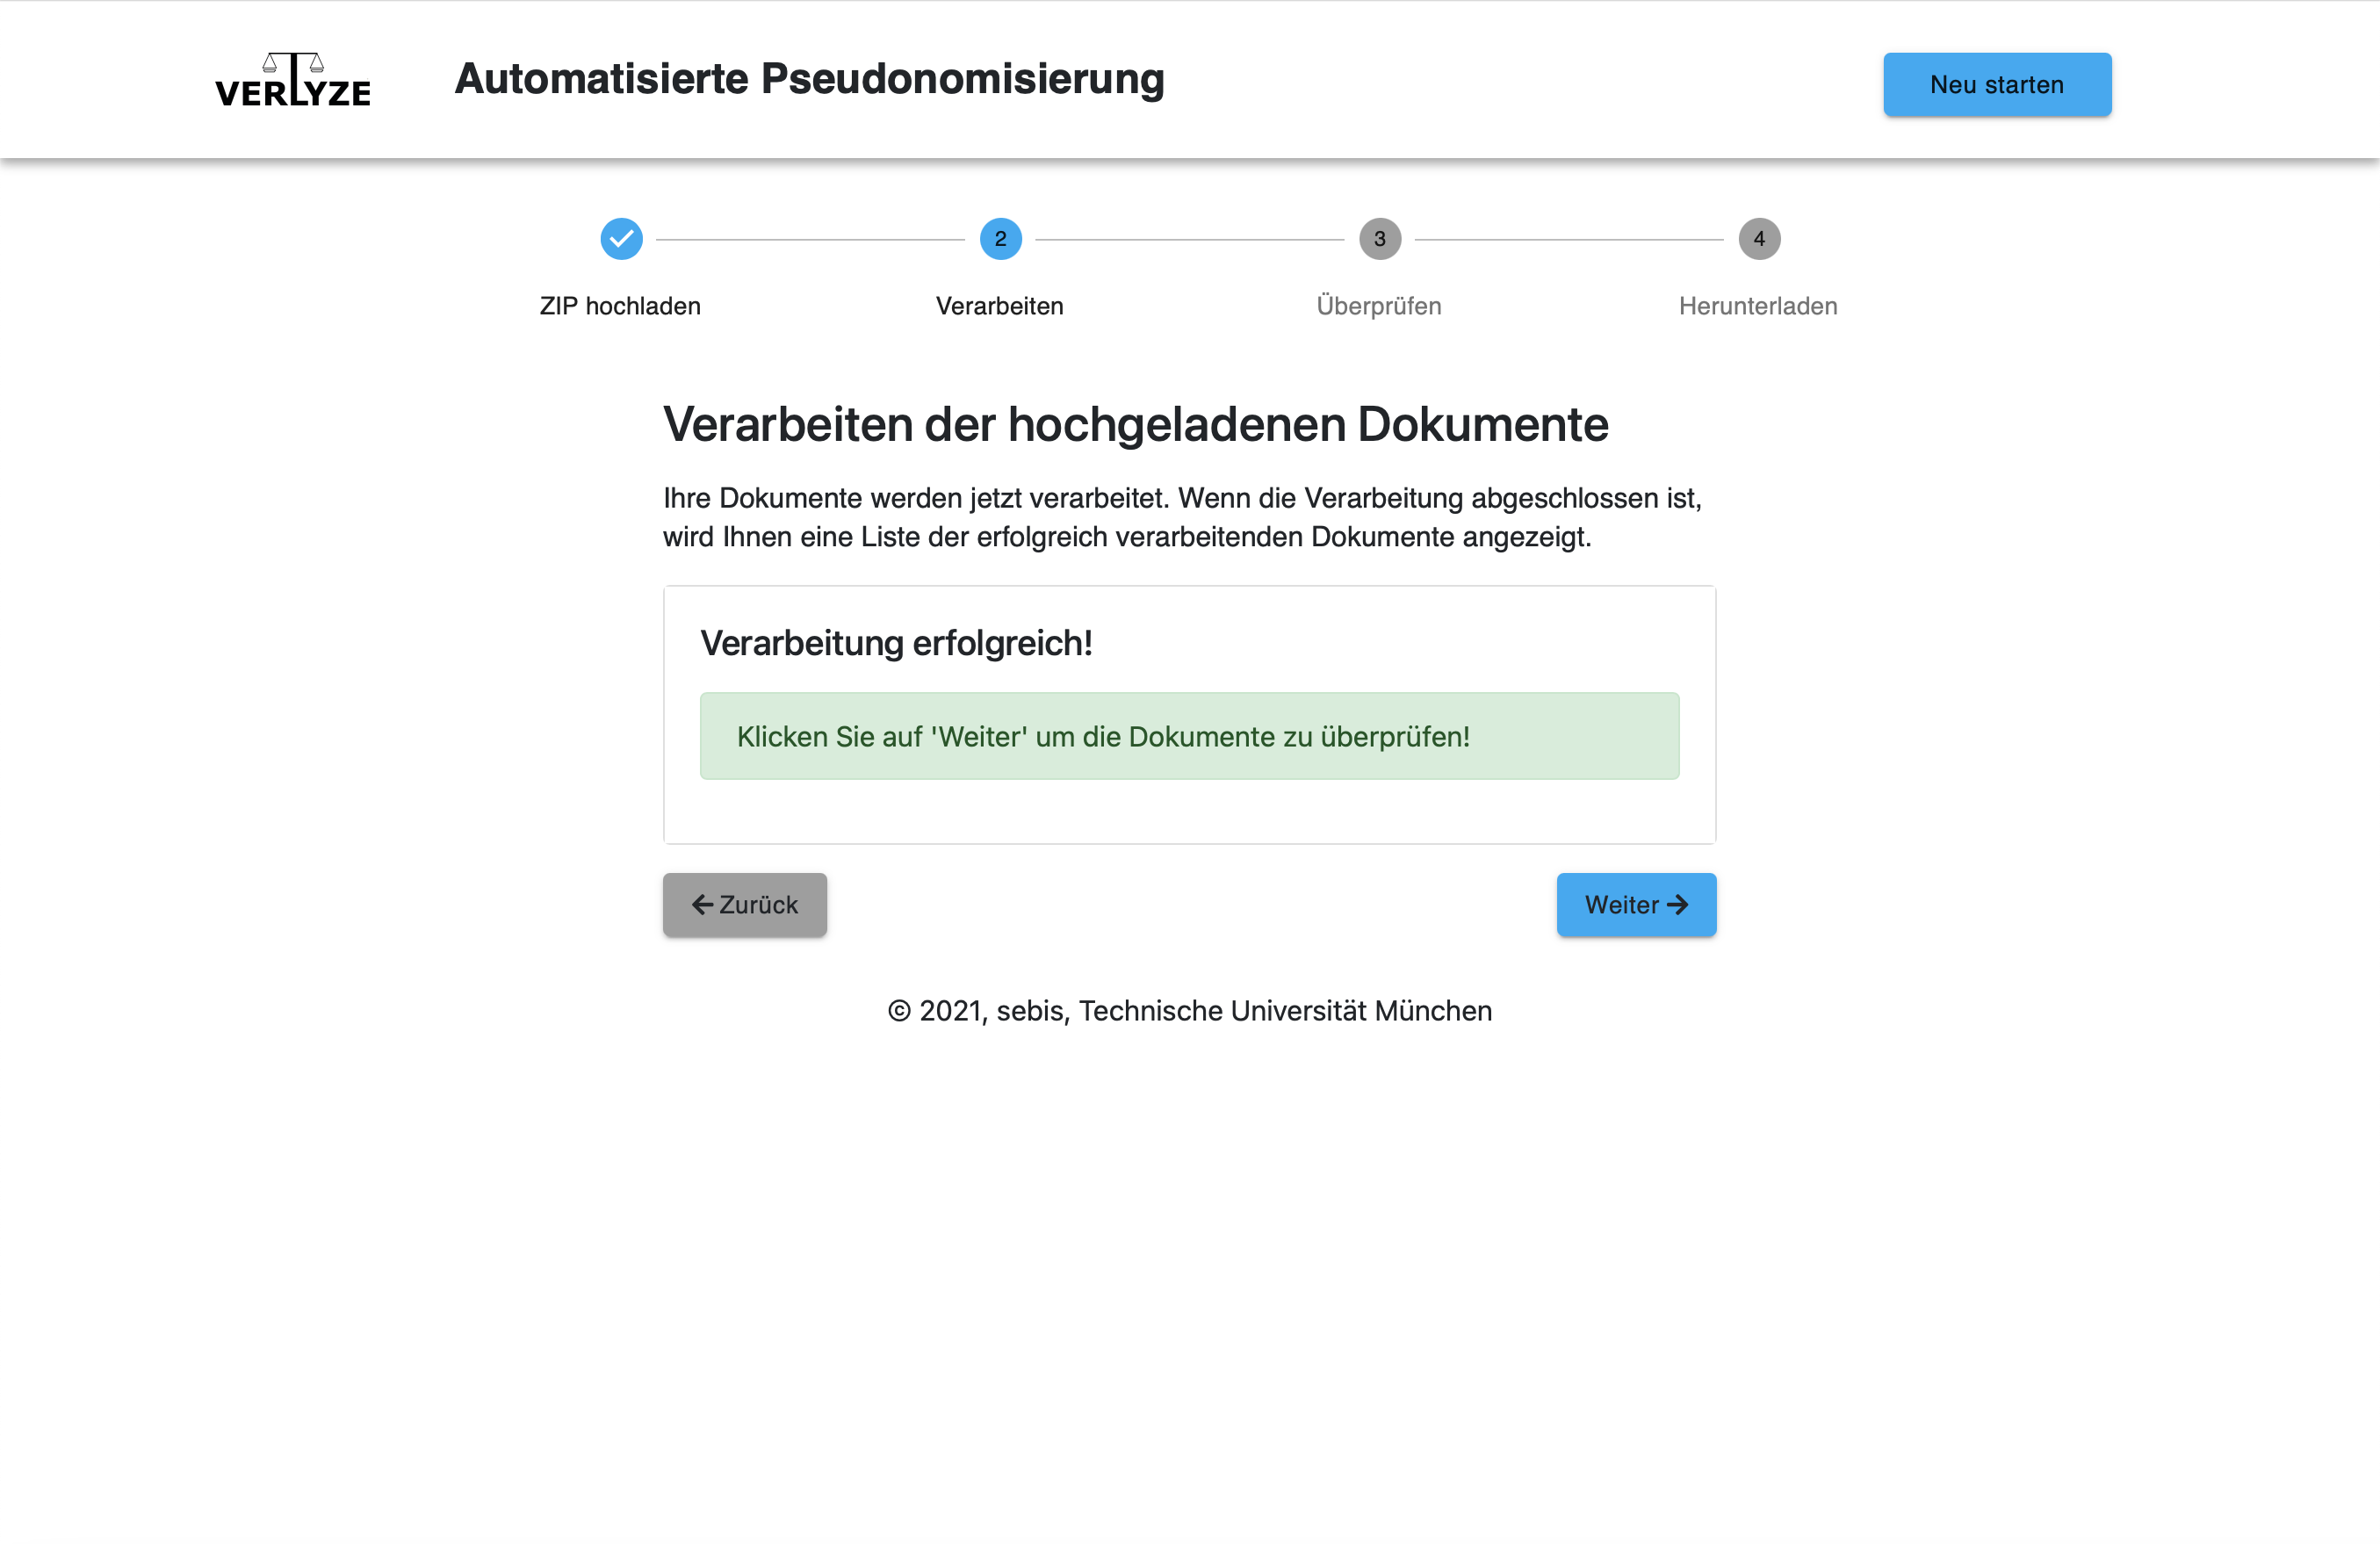 VERLYZE
Automatisierte Pseudonomisierung
Neu starten
2
3
4
ZIP hochladen
Verarbeiten
Überprüfen
Herunterladen
Verarbeiten der hochgeladenen Dokumente
Ihre Dokumente werden jetzt verarbeitet. Wenn die Verarbeitung abgeschlossen ist,
wird Ihnen eine Liste der erfolgreich verarbeitenden Dokumente angezeigt.
Verarbeitung erfolgreich!
Klicken Sie auf 'Weiter' um die Dokumente zu überprüfen!
← Zurück
Weiter →
© 2021, sebis, Technische Universität München